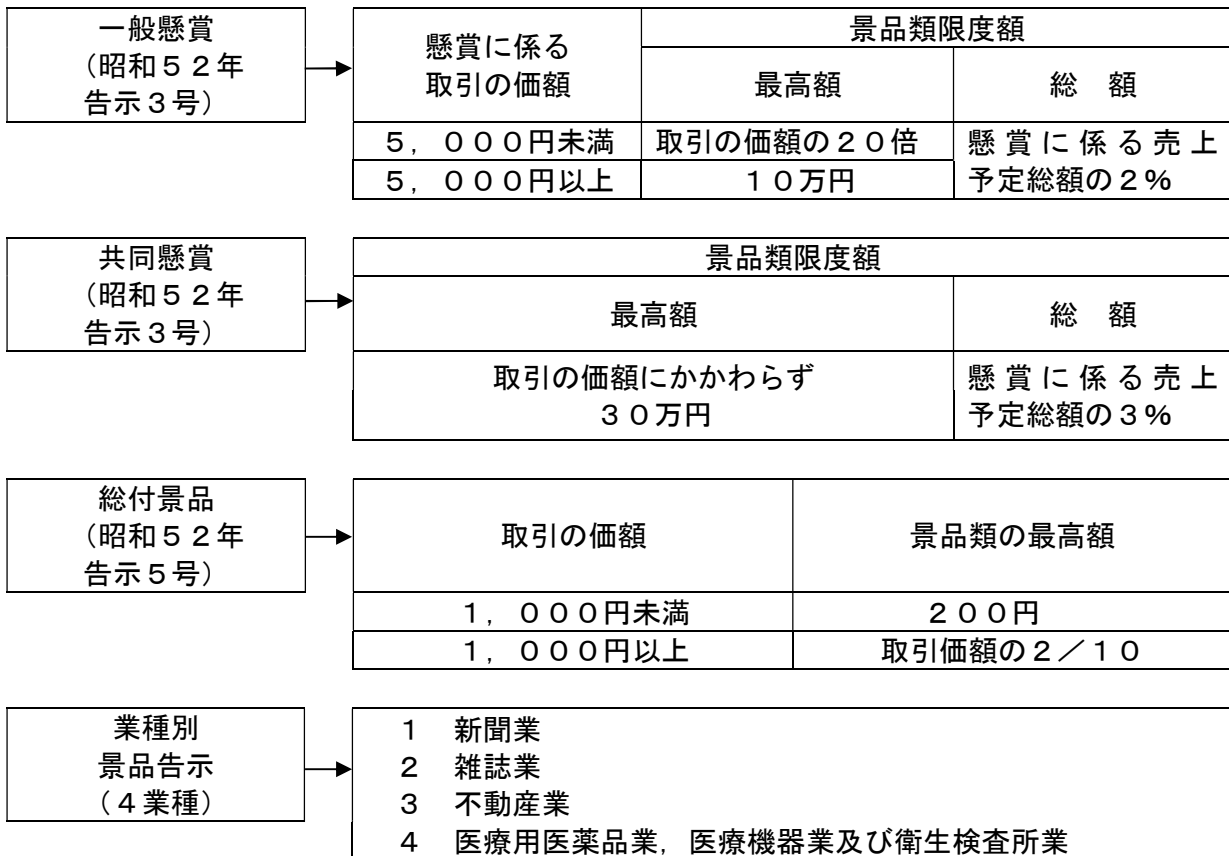 一般懸賞
（昭和５２年
告示３号）
懸賞に係る
取引の価額
景品類限度額
最高額
総　額
５，０００円未満
取引の価額の２０倍
懸賞に係る売上
予定総額の２％
５，０００円以上
１０万円
共同懸賞
（昭和５２年
告示３号）
景品類限度額
最高額
総　額
取引の価額にかかわらず
３０万円
懸賞に係る売上
予定総額の３％
総付景品
（昭和５２年
告示５号）
取引の価額
景品類の最高額
１，０００円未満
２００円
１，０００円以上
取引価額の２／１０
業種別
景品告示
（４業種）
１　新聞業
２　雑誌業
３　不動産業
４　医療用医薬品業，医療機器業及び衛生検査所業